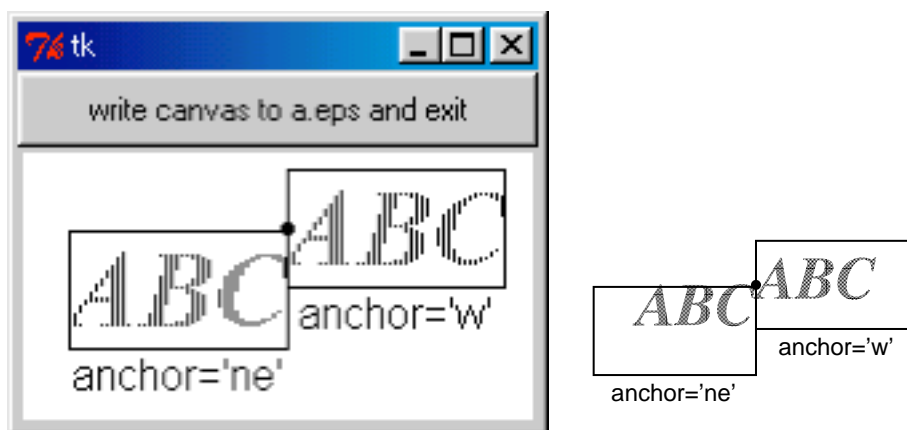 tk
write canvas to a.eps and exit
ABC
ABC
anchor='w'
anchor='ne'
ABC
ABC
anchor=’w’
anchor=’ne’